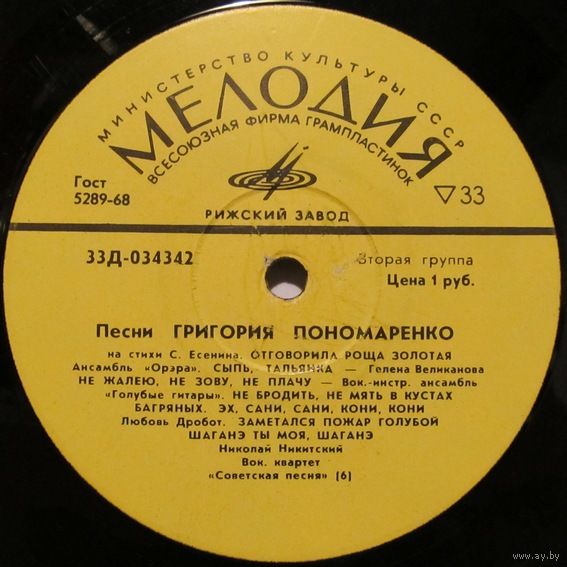 МИНИСТЕРСТВО КУЛЬТУРЫ СССР
МЕЛОДИЯ
ВСЕСОЮЗНАЯ ФИРМА ГРАМПЛАСТИНОК
Гост
5289-68
▽33
РИЖСКИЙ ЗАВОД
33Д-034342
Вторая группа
Цена 1 руб.
Песни ГРИГОРИЯ ПОНОМАРЕНКО
на стихи С. Есенина. ОТГОВОРИЛА РОЩА ЗОЛОТАЯ
Ансамбль «Орэра». СЫПЬ, ТАЛЬЯНКА — Гелена Великанова
НЕ ЖАЛЕЮ, НЕ ЗОВУ, НЕ ПЛАЧУ — Вок.-инстр. ансамбль
«Голубые гитары». НЕ БРОДИТЬ, НЕ МЯТЬ В КУСТАХ
БАГРЯНЫХ. ЭХ, САНИ, САНИ, КОНИ, КОНИ
Любовь Дробот. ЗАМЕТАЛСЯ ПОЖАР ГОЛУБОЙ
ШАГАНЭ ТЫ МОЯ, ШАГАНЭ
Николай Никитский
Вок. квартет
«Советская песня» (6)
www.ay.by